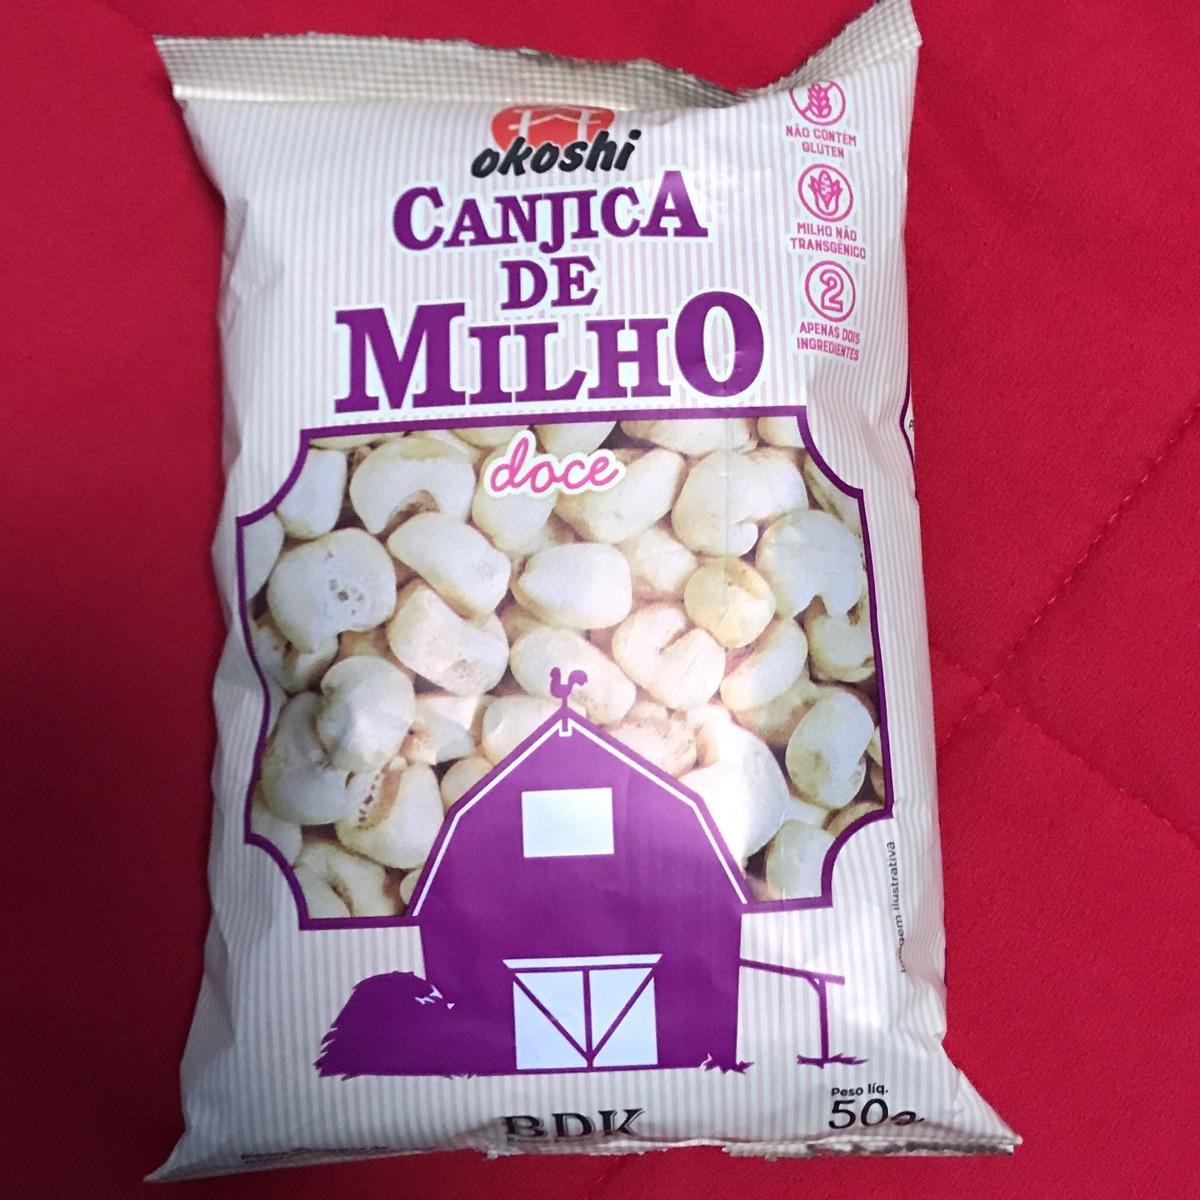 okoshi
CANJICA
DE
MILHO
doce
NÃO CONTÉM
GLUTEN
MILHO NÃO
TRANSGÊNICO
2
APENAS DOIS
INGREDIENTES
ilustrativa
BDK
Peso líq.
50g